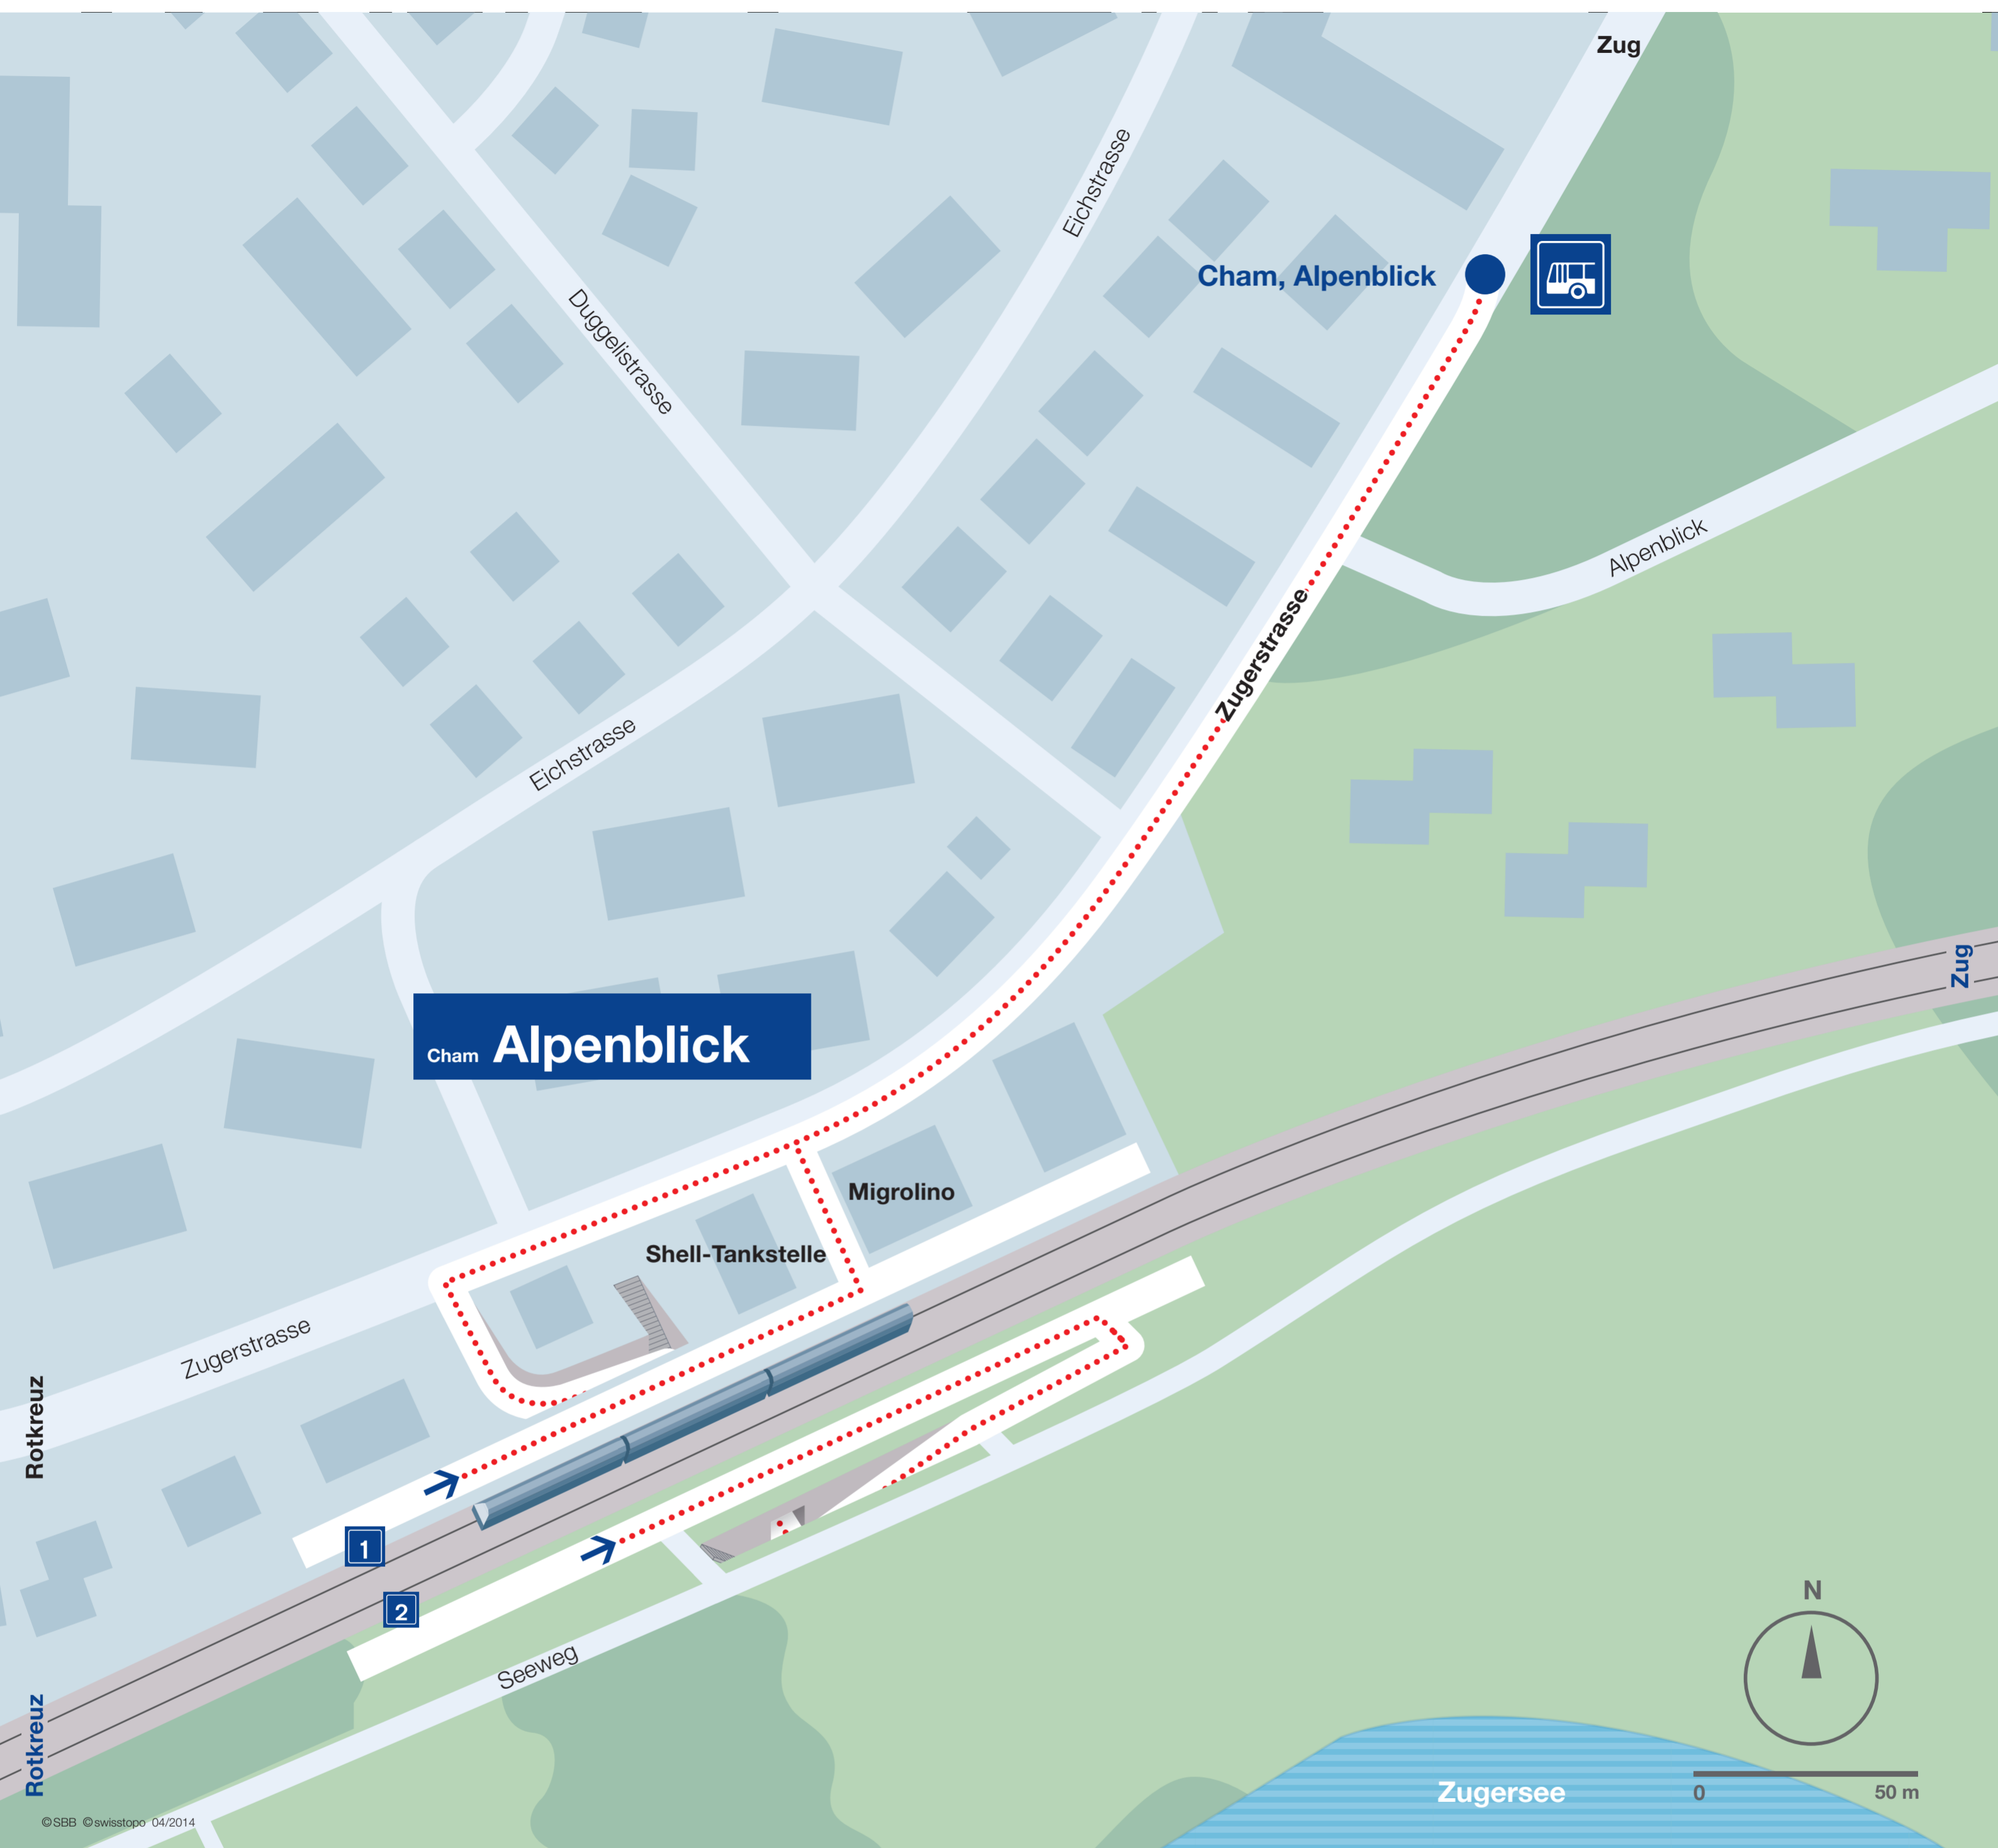 Zug
Eichstrasse
Cham, Alpenblick
Duggelistrasse
Alpenblick
Zugerstrasse
Eichstrasse
Zug
Cham Alpenblick
Migrolino
Shell-Tankstelle
Zugerstrasse
Rotkreuz
1
2
N
Seeweg
Rotkreuz
Zugersee
0 50 m
©SBB ©swisstopo 04/2014